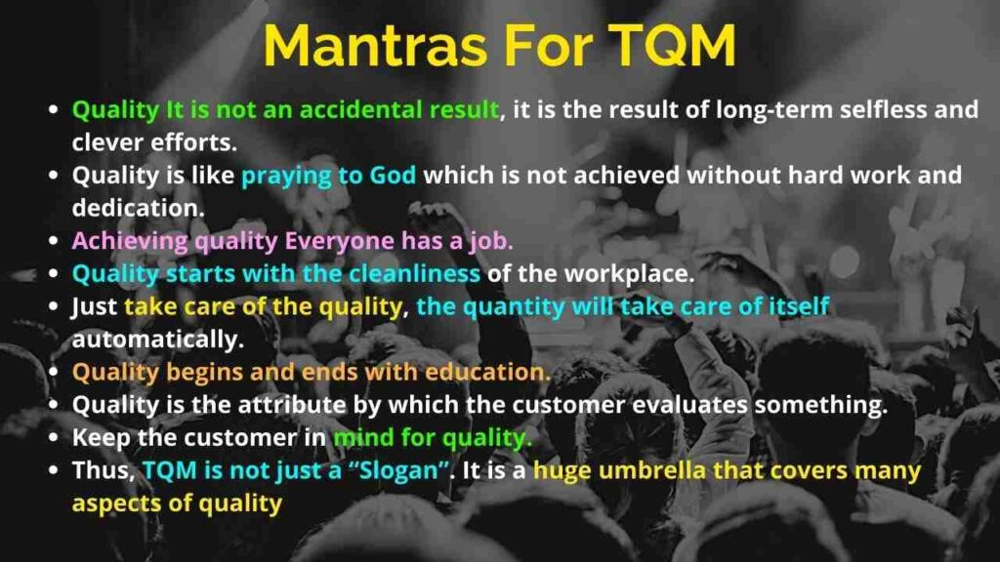 Mantras For TQM
• Quality It is not an accidental result, it is the result of long-term selfless and
clever efforts.
• Quality is like praying to God which is not achieved without hard work and
dedication.
• Achieving quality Everyone has a job.
• Quality starts with the cleanliness of the workplace.
• Just take care of the quality, the quantity will take care of itself
automatically.
• Quality begins and ends with education.
• Quality is the attribute by which the customer evaluates something.
• Keep the customer in mind for quality.
• Thus, TQM is not just a “Slogan”. It is a huge umbrella that covers many
aspects of quality